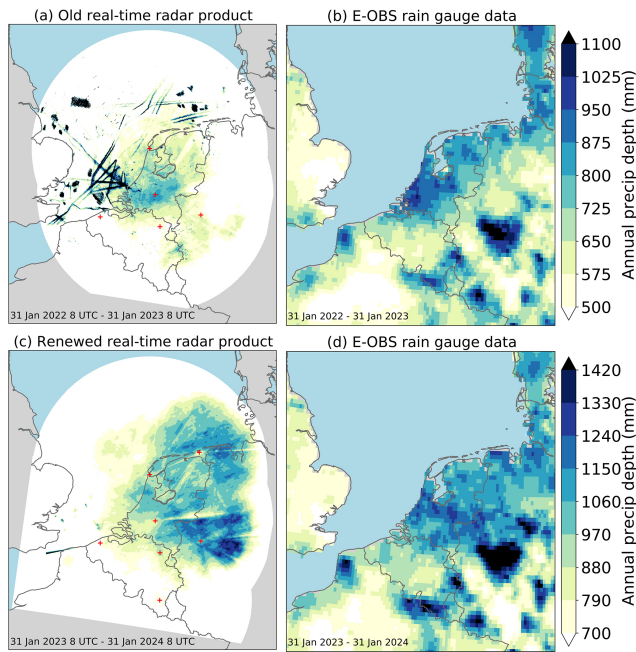 (a) Old real-time radar product
(b) E-OBS rain gauge data
31 Jan 2022 8 UTC - 31 Jan 2023 8 UTC
31 Jan 2022 - 31 Jan 2023
1100
1025
950
875
800
725
650
575
500
Annual precip depth (mm)
(c) Renewed real-time radar product
(d) E-OBS rain gauge data
31 Jan 2023 8 UTC - 31 Jan 2024 8 UTC
31 Jan 2023 - 31 Jan 2024
1420
1330
1240
1150
1060
970
880
790
700
Annual precip depth (mm)